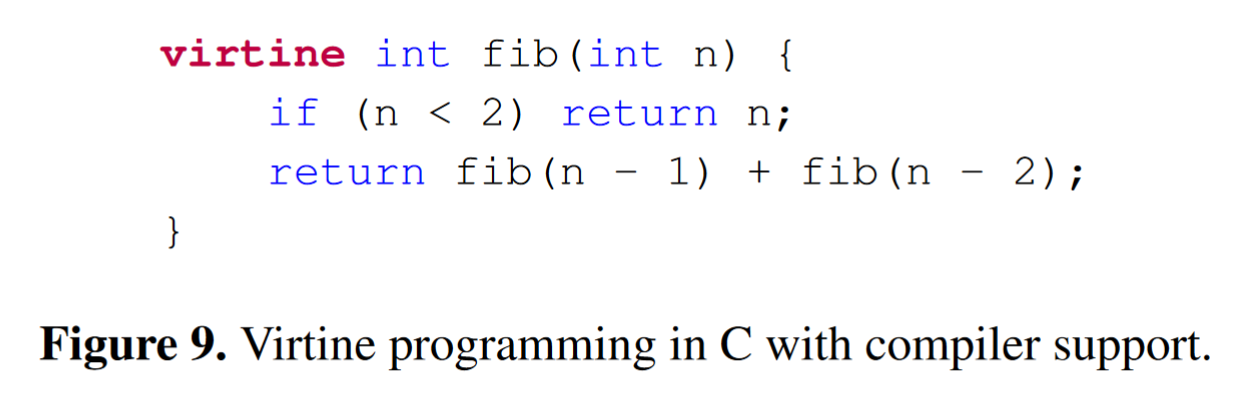 virtine int fib(int n) {
    if (n < 2) return n;
    return fib(n - 1) + fib(n - 2);
}
Figure 9. Virtine programming in C with compiler support.